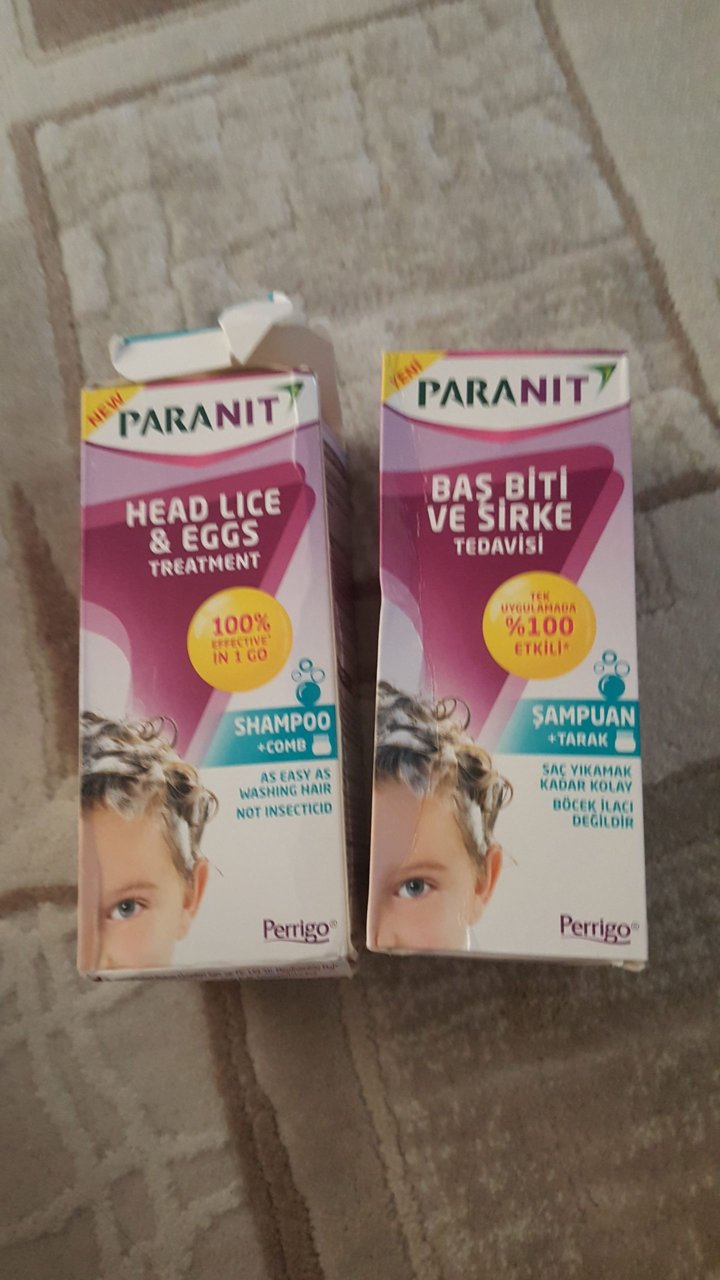 NEW
PARANIT
HEAD LICE
& EGGS
TREATMENT
100%
EFFECTIVE*
IN 1 GO
SHAMPOO
+COMB
AS EASY AS
WASHING HAIR
NOT INSECTICID
Perrigo®
YENİ
PARANIT
BAŞ BİTİ
VE SİRKE
TEDAVİSİ
TEK
UYGULAMADA
%100
ETKİLİ*
ŞAMPUAN
+TARAK
SAÇ YIKAMAK
KADAR KOLAY
BÖCEK İLACI
DEĞİLDİR
Perrigo®